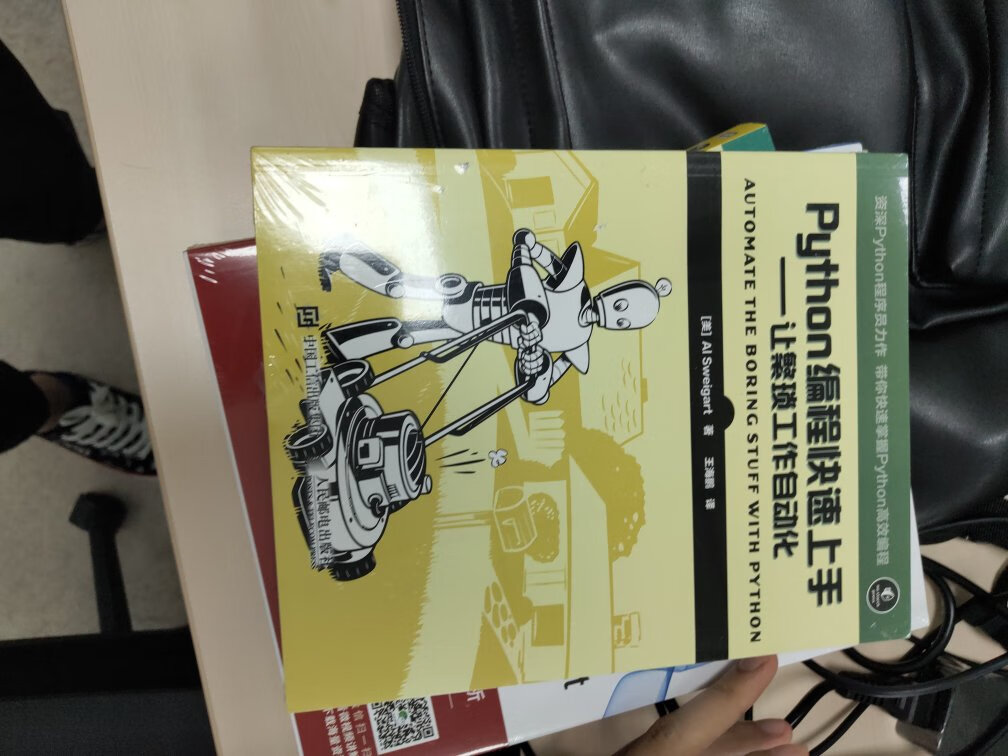 资深Python程序员力作 带你快速掌握Python高效编程
Python编程快速上手
——让繁琐工作自动化
AUTOMATE THE BORING STUFF WITH PYTHON
[美] Al Sweigart 著 王海鹏 译
人民邮电出版社